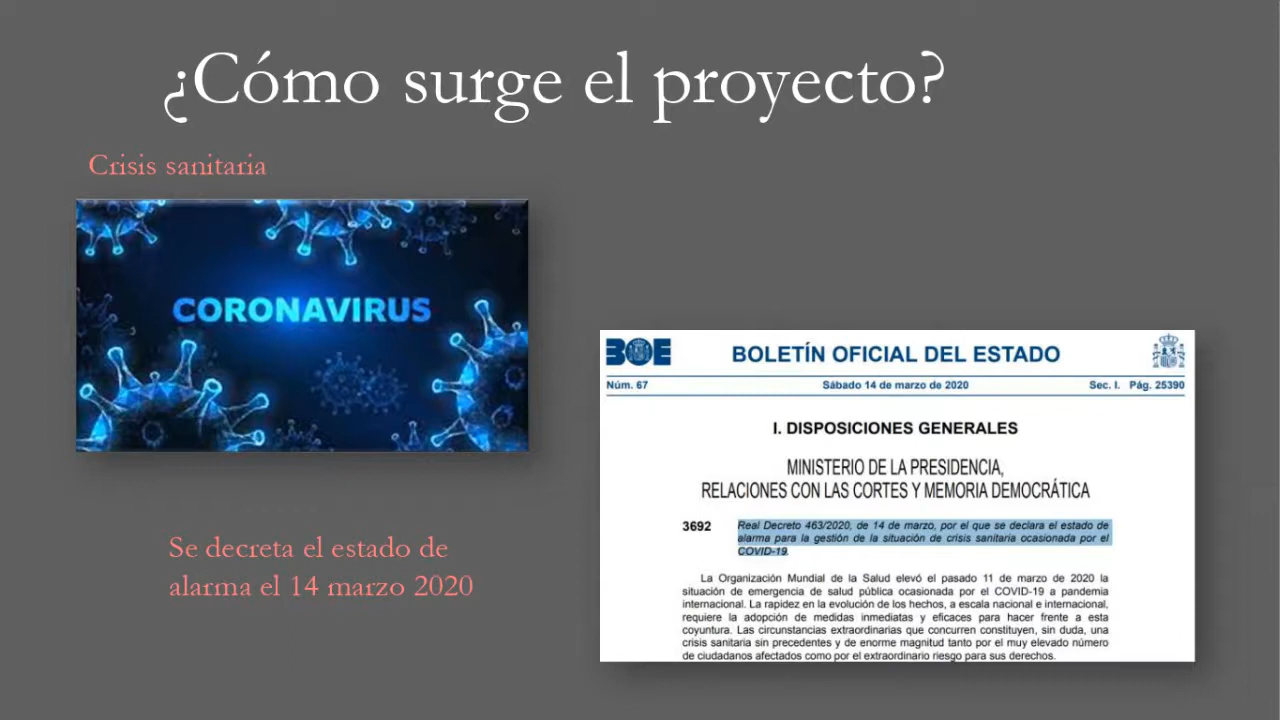 ¿Cómo surge el proyecto?
Crisis sanitaria
CORONAVIRUS
Se decreta el estado de
alarma el 14 marzo 2020
BOE
BOLETÍN OFICIAL DEL ESTADO
Núm. 67 Sábado 14 de marzo de 2020 Sec. I. Pág. 25390
I. DISPOSICIONES GENERALES
MINISTERIO DE LA PRESIDENCIA,
RELACIONES CON LAS CORTES Y MEMORIA DEMOCRÁTICA
3692 Real Decreto 463/2020, de 14 de marzo, por el que se declara el estado de
alarma para la gestión de la situación de crisis sanitaria ocasionada por el
COVID-19.
La Organización Mundial de la Salud elevó el pasado 11 de marzo de 2020 la
situación de emergencia de salud pública ocasionada por el COVID-19 a pandemia
internacional. La rapidez en la evolución de los hechos, a escala nacional e internacional,
requiere la adopción de medidas inmediatas y eficaces para hacer frente a esta
coyuntura. Las circunstancias extraordinarias que concurren constituyen, sin duda, una
crisis sanitaria sin precedentes y de enorme magnitud tanto por el muy elevado número
de ciudadanos afectados como por el extraordinario riesgo para sus derechos.